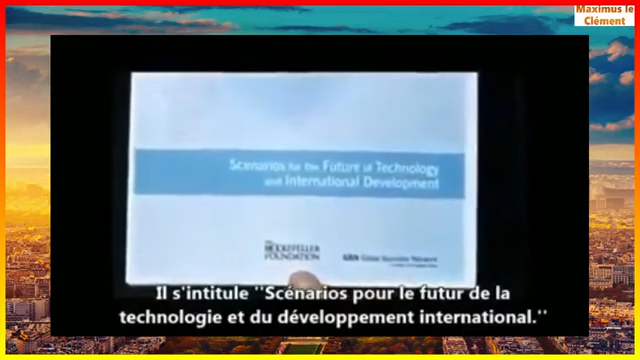 Maximus le
Clément
Scenarios for the Future of Technology
and International Development
THE
ROCKEFELLER
FOUNDATION
GBN Global Business Network
Il s'intitule ''Scénarios pour le futur de la
technologie et du développement international.''